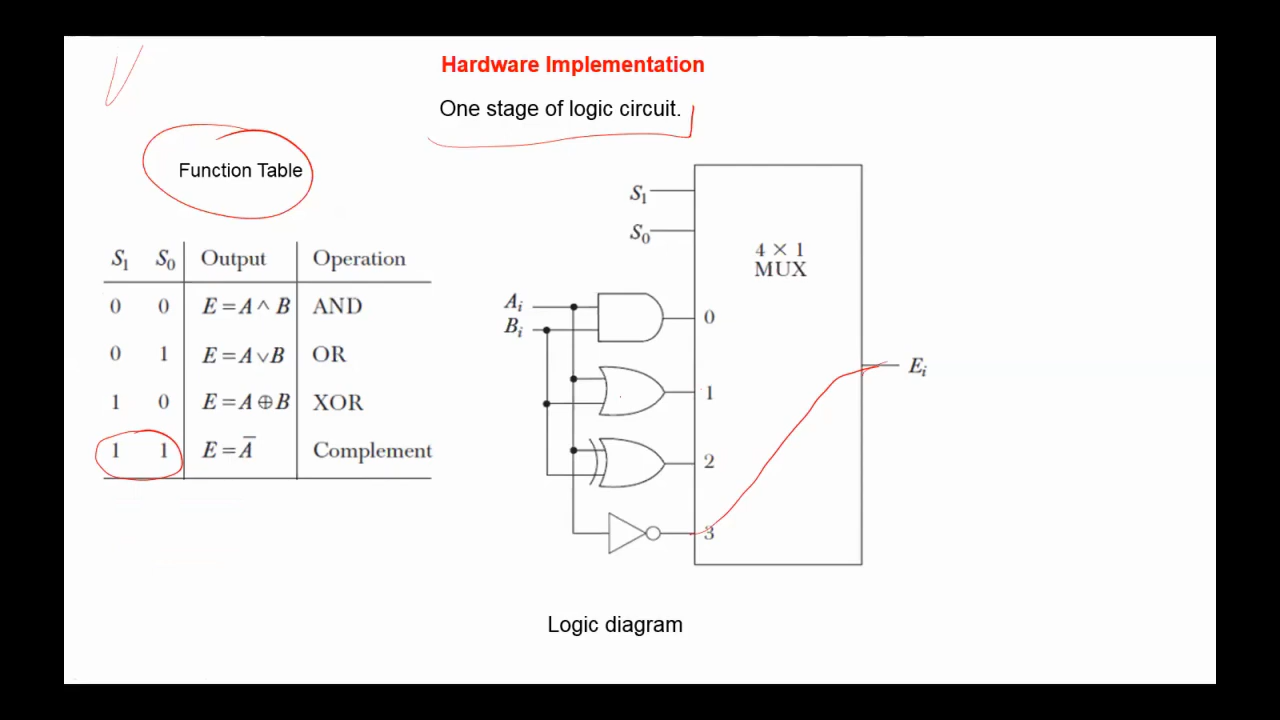 Hardware Implementation
One stage of logic circuit.
Function Table
S₁ S₀ Output Operation
0 0 E = A ∧ B AND
0 1 E = A ∨ B OR
1 0 E = A ⊕ B XOR
1 1 E = A̅ Complement
S₁
S₀
4 × 1
MUX
Aᵢ
Bᵢ
0
1
2
3
Eᵢ
Logic diagram